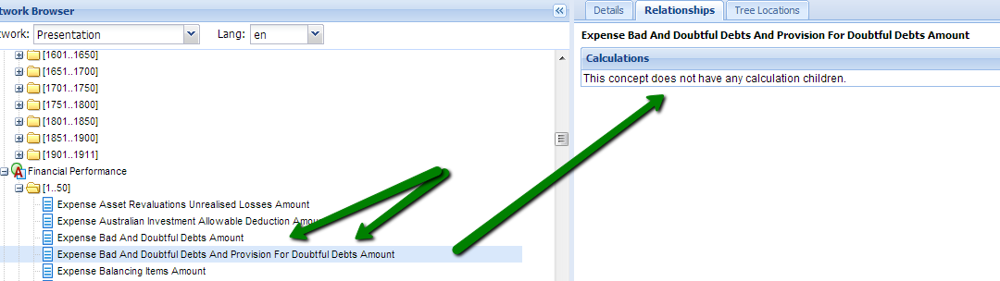 twork Browser
twork: Presentation Lang: en
[1601..1650]
[1651..1700]
[1701..1750]
[1751..1800]
[1801..1850]
[1851..1900]
[1901..1911]
Financial Performance
[1..50]
Expense Asset Revaluations Unrealised Losses Amount
Expense Australian Investment Allowable Deduction Amou
Expense Bad And Doubtful Debts Amount
Expense Bad And Doubtful Debts And Provision For Doubtful Debts Amount
Expense Balancing Items Amount
Details Relationships Tree Locations
Expense Bad And Doubtful Debts And Provision For Doubtful Debts Amount
Calculations
This concept does not have any calculation children.